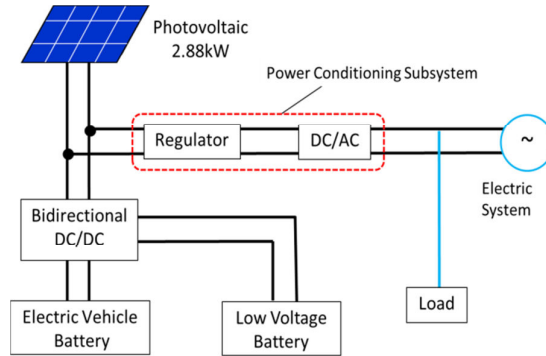 Photovoltaic
2.88kW
Power Conditioning Subsystem
Regulator
DC/AC
~
Electric
System
Bidirectional
DC/DC
Electric Vehicle
Battery
Low Voltage
Battery
Load